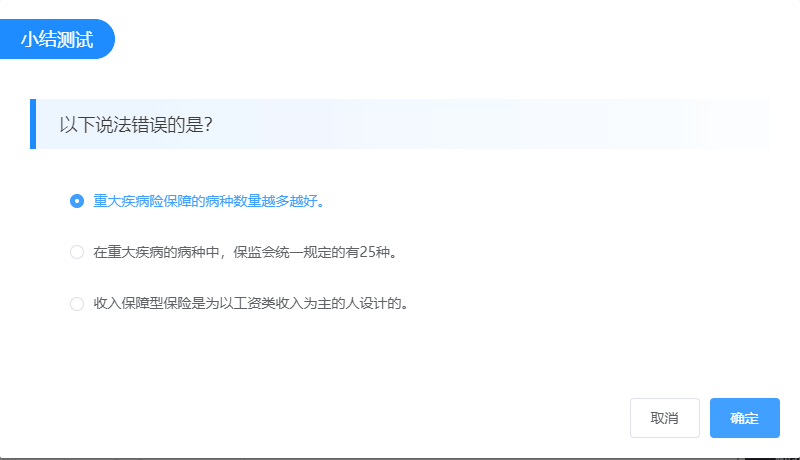 小结测试
以下说法错误的是?
重大疾病险保障的病种数量越多越好。
在重大疾病的病种中，保监会统一规定的有25种。
收入保障型保险是为以工资类收入为主的人设计的。
取消 确定